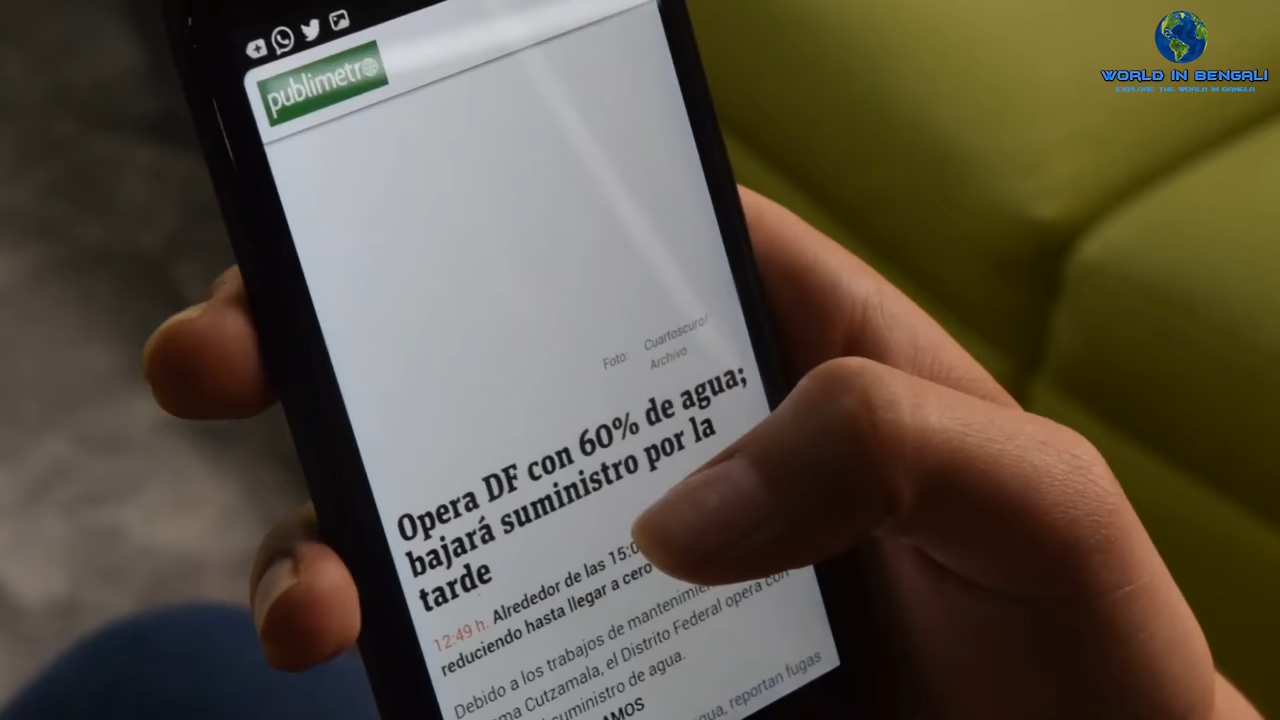 publimetro
WORLD IN BENGALI
EXPLORE THE WORLD IN BANGLA
Foto: Cuartoscuro/
Archivo
Opera DF con 60% de agua;
bajará suministro por la
tarde
12:49 h. Alrededor de las 15:0
reduciendo hasta llegar a cero
Debido a los trabajos de mantenimie
ma Cutzamala, el Distrito Federal opera con
suministro de agua.
AMOS
agua, reportan fugas